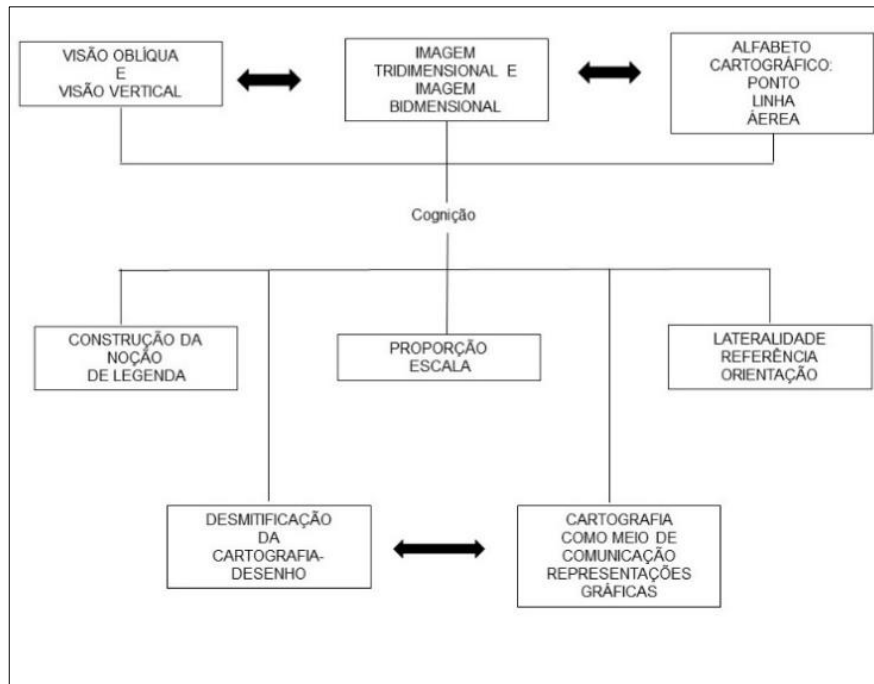 VISÃO OBLÍQUA
E
VISÃO VERTICAL
IMAGEM
TRIDIMENSIONAL E
IMAGEM
BIDMENSIONAL
ALFABETO
CARTOGRÁFICO:
PONTO
LINHA
ÁEREA
Cognição
CONSTRUÇÃO DA
NOÇÃO
DE LEGENDA
PROPORÇÃO
ESCALA
LATERALIDADE
REFERÊNCIA
ORIENTAÇÃO
DESMITIFICAÇÃO
DA
CARTOGRAFIA-
DESENHO
CARTOGRAFIA
COMO MEIO DE
COMUNICAÇÃO
REPRESENTAÇÕES
GRÁFICAS